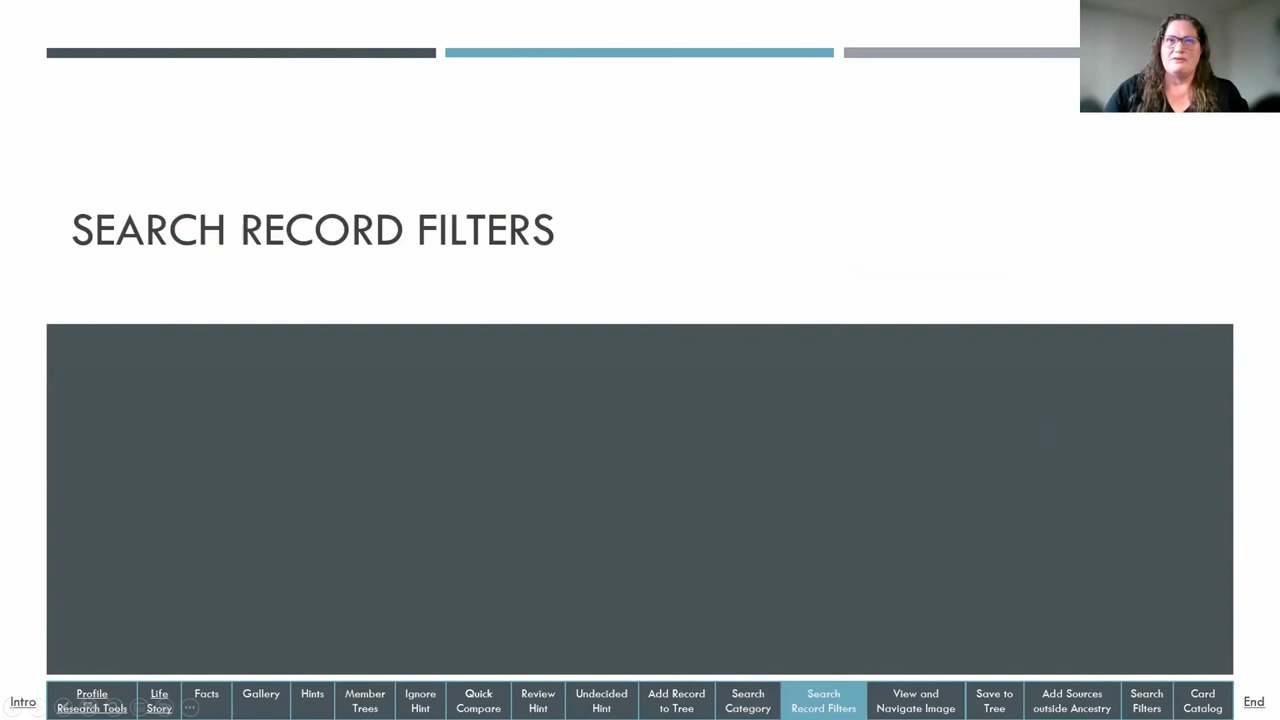 SEARCH RECORD FILTERS
Intro
Profile
Research Tools
Life
Story
Facts
Gallery
Hints
Member
Trees
Ignore
Hint
Quick
Compare
Review
Hint
Undecided
Hint
Add Record
to Tree
Search
Category
Search
Record Filters
View and
Navigate Image
Save to
Tree
Add Sources
outside Ancestry
Search
Filters
Card
Catalog
End